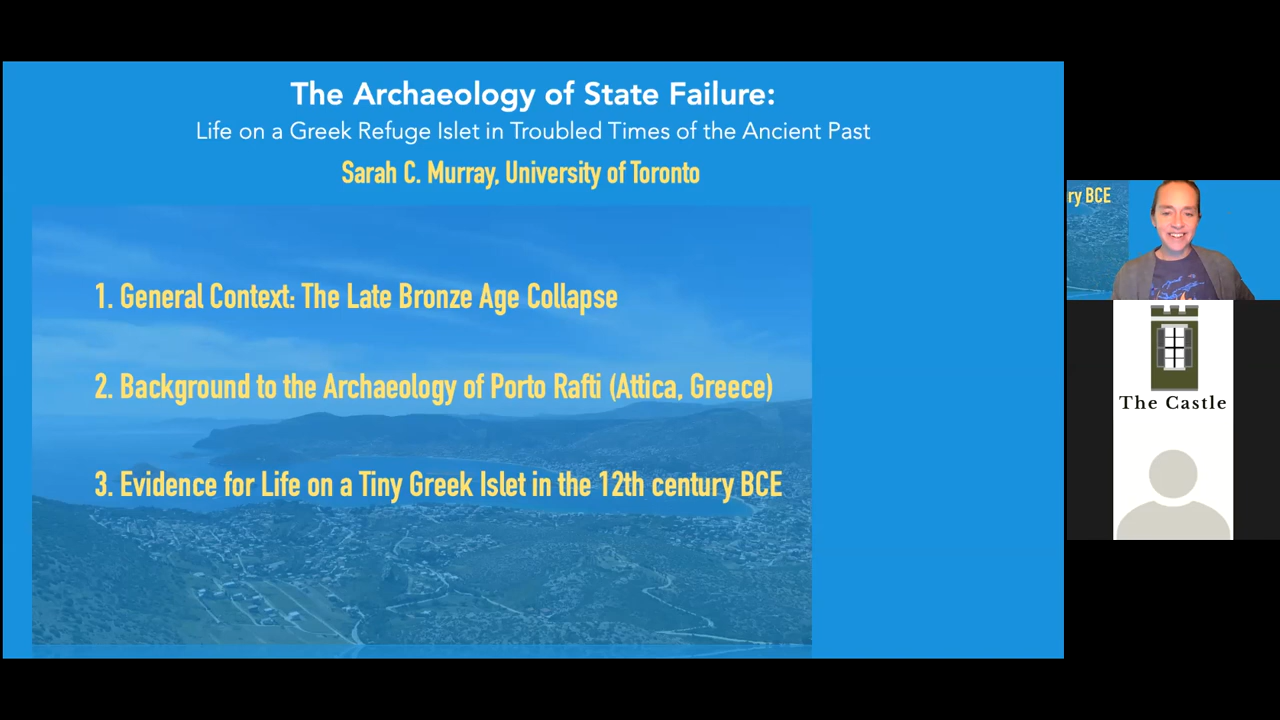 The Archaeology of State Failure:
Life on a Greek Refuge Islet in Troubled Times of the Ancient Past
Sarah C. Murray, University of Toronto
1. General Context: The Late Bronze Age Collapse
2. Background to the Archaeology of Porto Rafti (Attica, Greece)
3. Evidence for Life on a Tiny Greek Islet in the 12th century BCE
ry BCE
The Castle